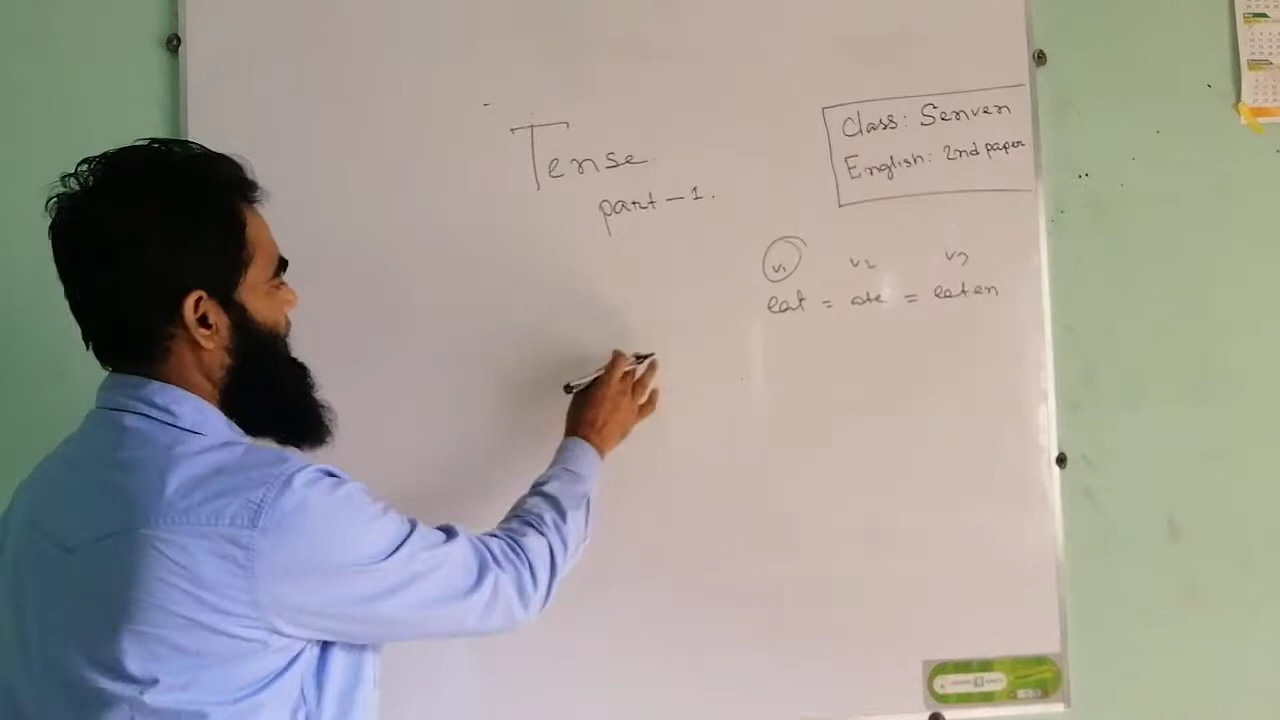 Tense
part - 1.
Class: Senven
English: 2nd paper
V1 V2 V3
eat = ate = eaten